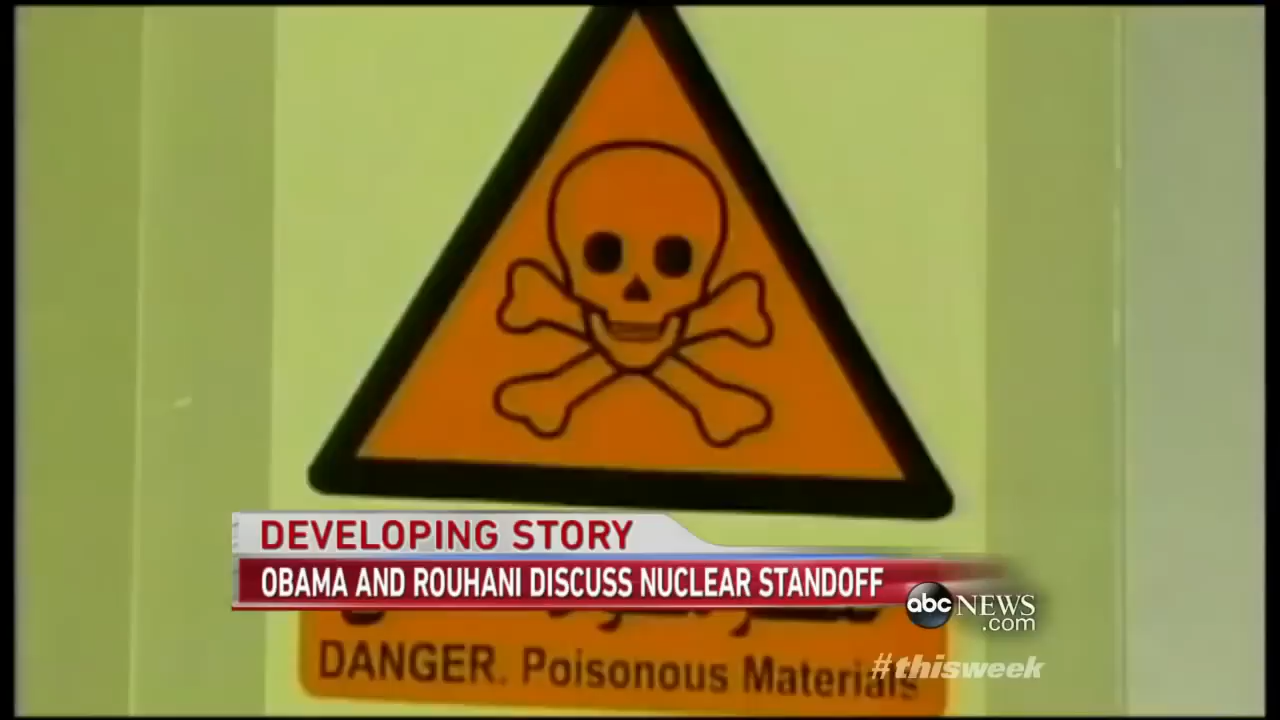 DEVELOPING STORY
OBAMA AND ROUHANI DISCUSS NUCLEAR STANDOFF
abc NEWS
.com
DANGER. Poisonous Materials
#thisweek